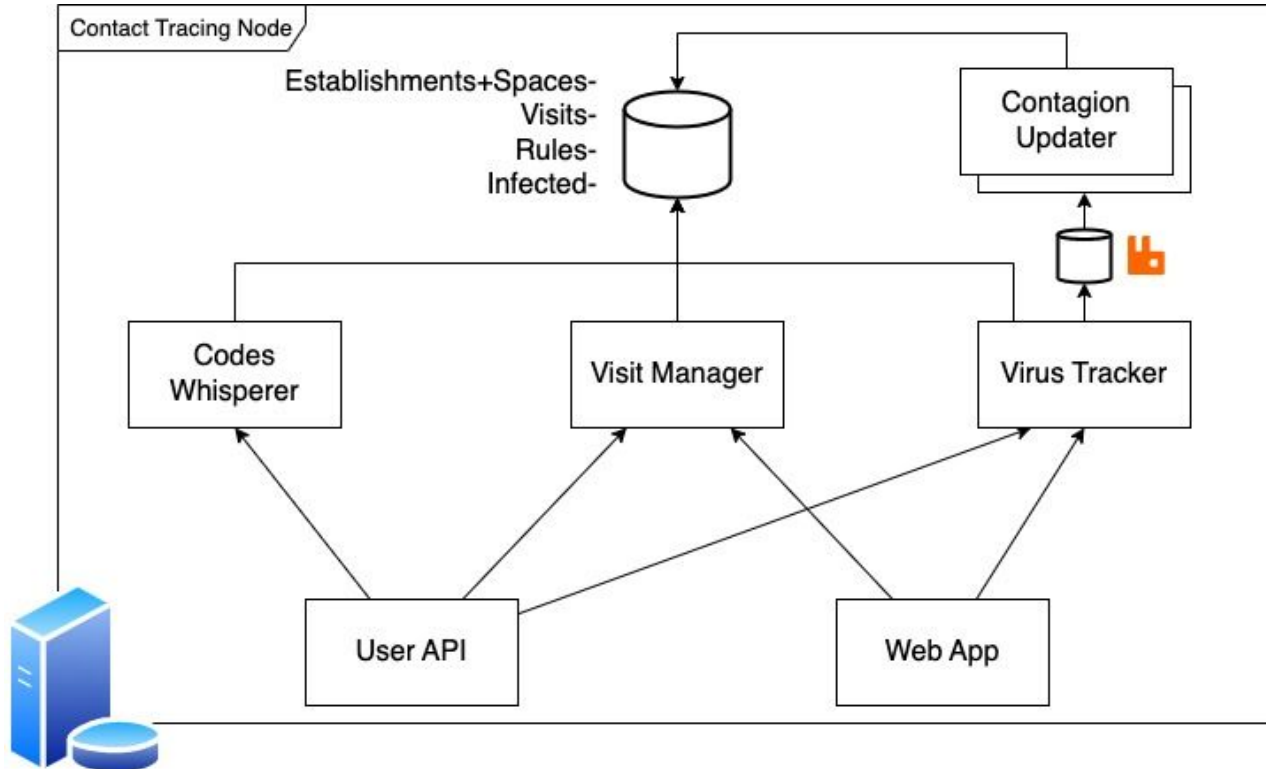 Contact Tracing Node
Establishments+Spaces-
Visits-
Rules-
Infected-
Contagion
Updater
Codes
Whisperer
Visit Manager
Virus Tracker
User API
Web App